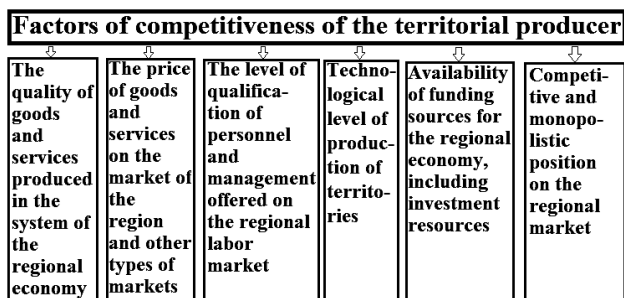 Factors of competitiveness of the territorial producer
The
quality of
goods
and
services
produced
in the
system of
the
regional
economy
The price
of goods
and
services
on the
market of
the
region
and other
types of
markets
The level of
qualifica-
tion of
personnel
and
management
offered on
the regional
labor
market
Techno-
logical
level of
produc-
tion of
territo-
ries
Availability
of funding
sources for
the regional
economy,
including
investment
resources
Competi-
tive and
monopo-
listic
position
on the
regional
market